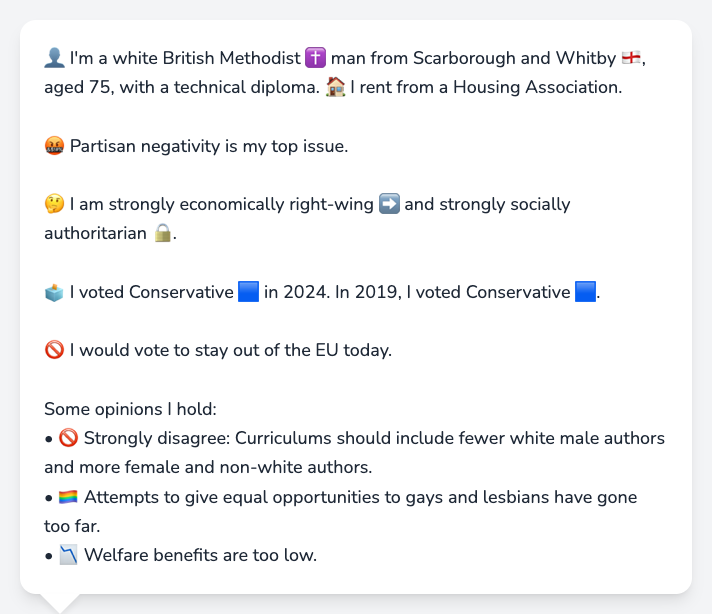 👤 I'm a white British Methodist ✝️ man from Scarborough and Whitby 🏴󠁧󠁢󠁥󠁮󠁧󠁿,
aged 75, with a technical diploma. 🏠 I rent from a Housing Association.
🤬 Partisan negativity is my top issue.
🤔 I am strongly economically right-wing ➡️ and strongly socially
authoritarian 🔒.
🗳️ I voted Conservative 🟦 in 2024. In 2019, I voted Conservative 🟦.
🚫 I would vote to stay out of the EU today.
Some opinions I hold:
• 🚫 Strongly disagree: Curriculums should include fewer white male authors
and more female and non-white authors.
• 🏳️‍🌈 Attempts to give equal opportunities to gays and lesbians have gone
too far.
• 📉 Welfare benefits are too low.